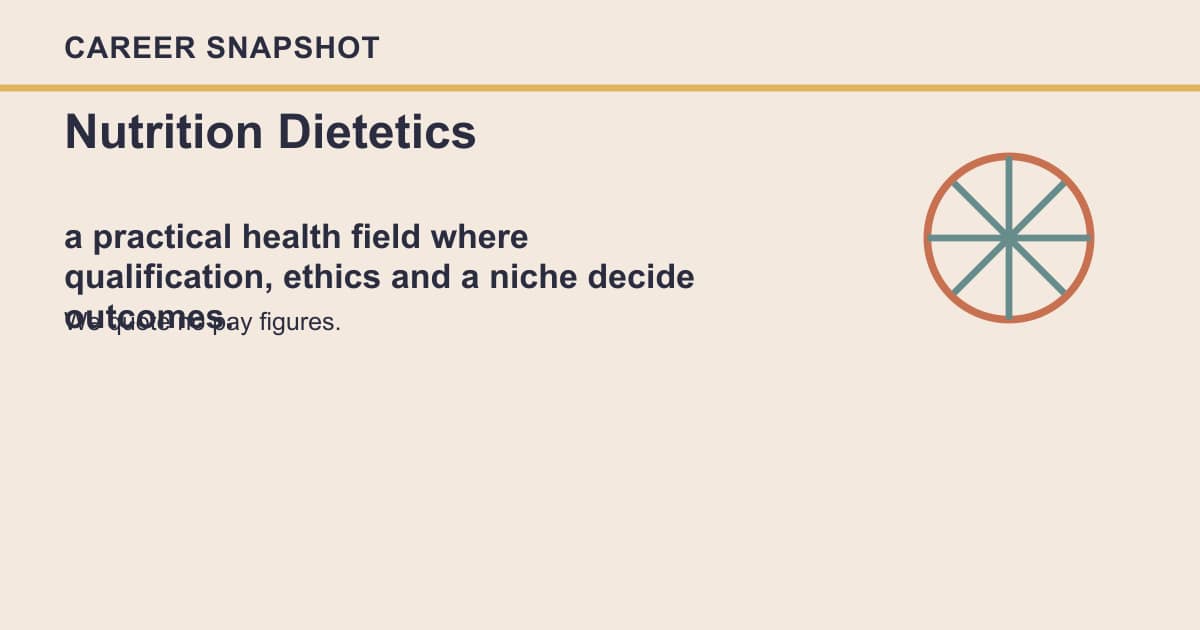 CAREER SNAPSHOT
Nutrition Dietetics
a practical health field where
qualification, ethics and a niche decide
outcomes.
We quote no pay figures.